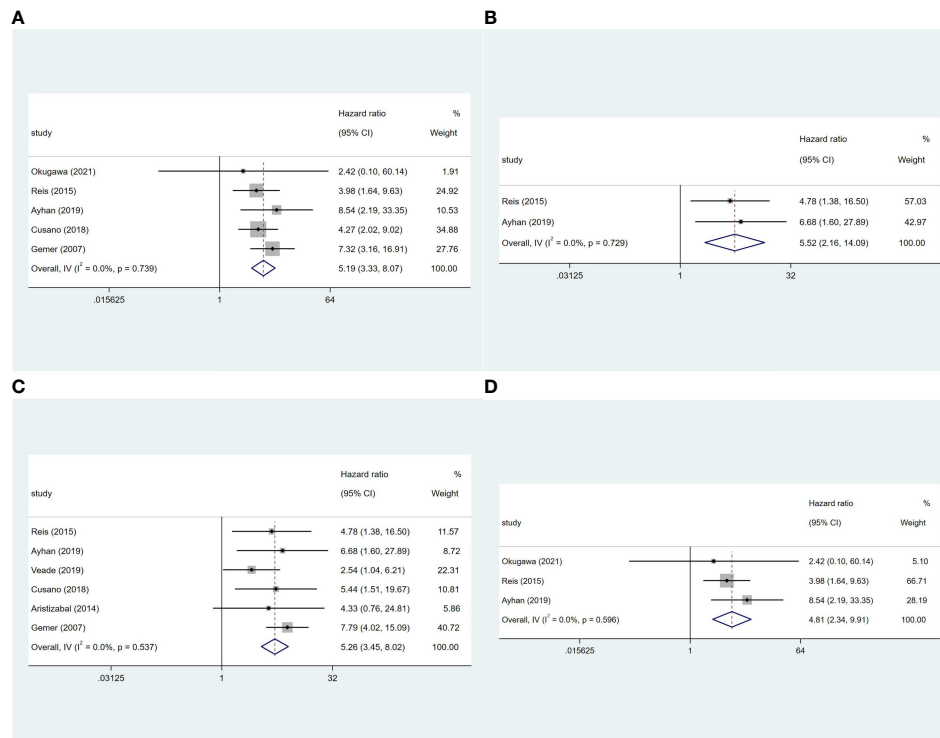 A
Hazard ratio %
study (95% CI) Weight
Okugawa (2021) 2.42 (0.10, 60.14) 1.91
Reis (2015) 3.98 (1.64, 9.63) 24.92
Ayhan (2019) 8.54 (2.19, 33.35) 10.53
Cusano (2018) 4.27 (2.02, 9.02) 34.88
Gemer (2007) 7.32 (3.16, 16.91) 27.76
Overall, IV (I² = 0.0%, p = 0.739) 5.19 (3.33, 8.07) 100.00
.015625 1 64
B
Hazard ratio %
study (95% CI) Weight
Reis (2015) 4.78 (1.38, 16.50) 57.03
Ayhan (2019) 6.68 (1.60, 27.89) 42.97
Overall, IV (I² = 0.0%, p = 0.729) 5.52 (2.16, 14.09) 100.00
.03125 1 32
C
Hazard ratio %
study (95% CI) Weight
Reis (2015) 4.78 (1.38, 16.50) 11.57
Ayhan (2019) 6.68 (1.60, 27.89) 8.72
Veade (2019) 2.54 (1.04, 6.21) 22.31
Cusano (2018) 5.44 (1.51, 19.67) 10.81
Aristizabal (2014) 4.33 (0.76, 24.81) 5.86
Gemer (2007) 7.79 (4.02, 15.09) 40.72
Overall, IV (I² = 0.0%, p = 0.537) 5.26 (3.45, 8.02) 100.00
.03125 1 32
D
Hazard ratio %
study (95% CI) Weight
Okugawa (2021) 2.42 (0.10, 60.14) 5.10
Reis (2015) 3.98 (1.64, 9.63) 66.71
Ayhan (2019) 8.54 (2.19, 33.35) 28.19
Overall, IV (I² = 0.0%, p = 0.596) 4.81 (2.34, 9.91) 100.00
.015625 1 64